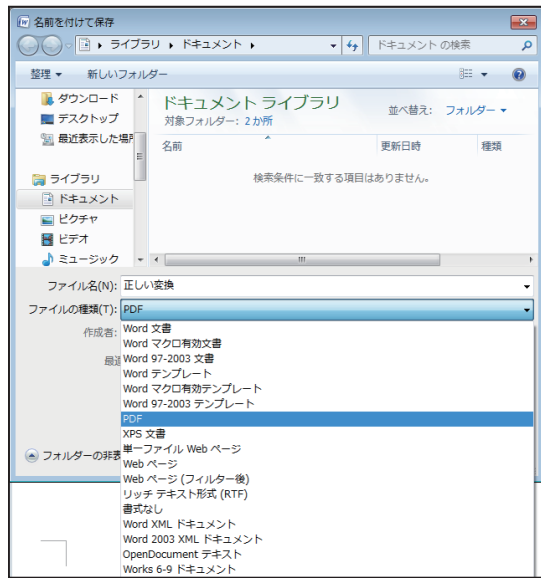 名前を付けて保存
ライブラリ ▸ ドキュメント ▸
ドキュメントの検索
整理 ▼ 新しいフォルダー
ダウンロード
デスクトップ
最近表示した場所
ライブラリ
ドキュメント
ピクチャ
ビデオ
ミュージック
ドキュメント ライブラリ
対象フォルダー: 2 か所
並べ替え: フォルダー ▼
名前 更新日時 種類
検索条件に一致する項目はありません。
ファイル名(N): 正しい変換
ファイルの種類(T): PDF
作成者:
Word 文書
Word マクロ有効文書
Word 97-2003 文書
Word テンプレート
Word マクロ有効テンプレート
Word 97-2003 テンプレート
PDF
XPS 文書
単一ファイル Web ページ
Web ページ
Web ページ (フィルター後)
リッチ テキスト形式 (RTF)
書式なし
Word XML ドキュメント
Word 2003 XML ドキュメント
OpenDocument テキスト
Works 6-9 ドキュメント
フォルダーの非表